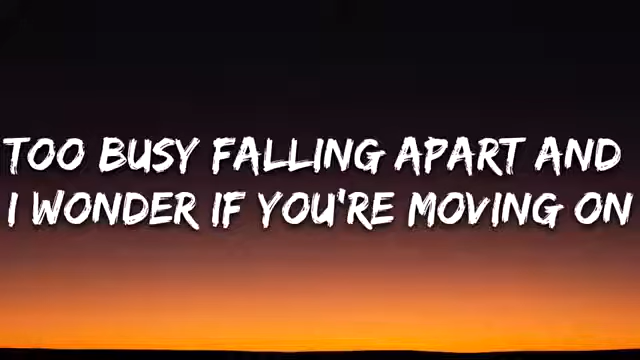 TOO BUSY FALLING APART AND
I WONDER IF YOU'RE MOVING ON